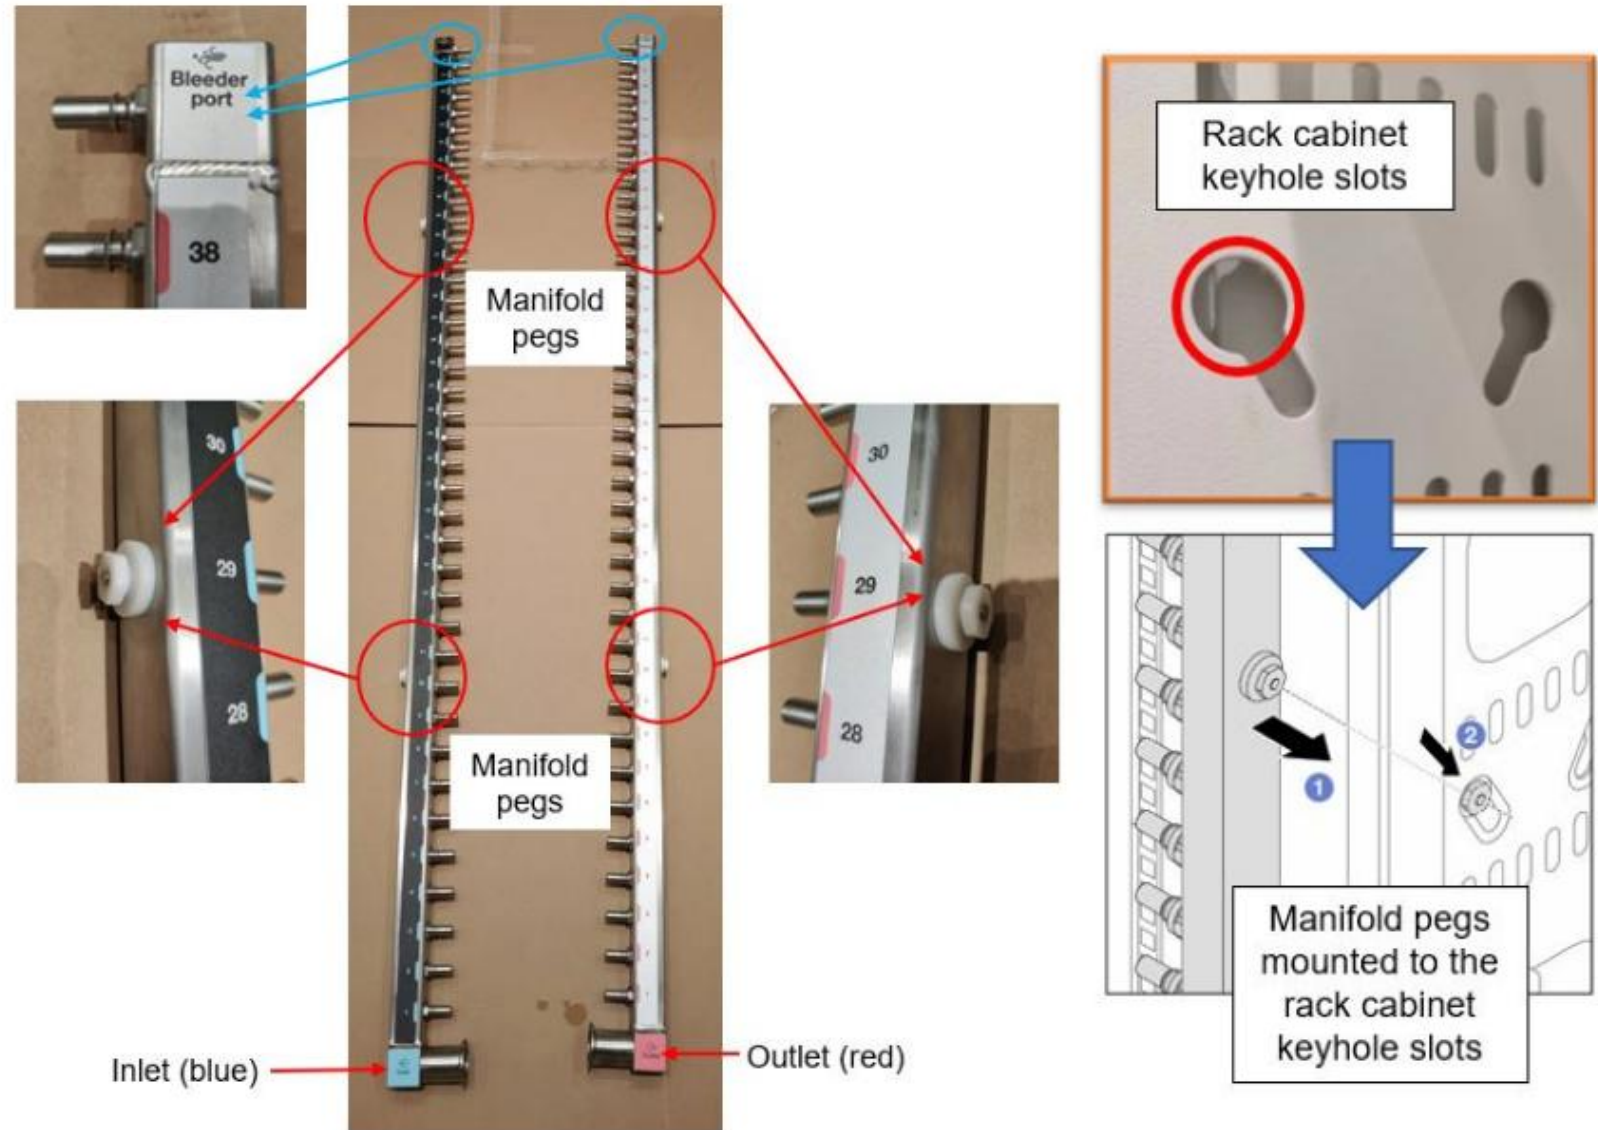 Bleeder
port
38
Manifold
pegs
30
29
28
30
29
28
Manifold
pegs
Inlet (blue)
Outlet (red)
Rack cabinet
keyhole slots
1
2
Manifold pegs
mounted to the
rack cabinet
keyhole slots